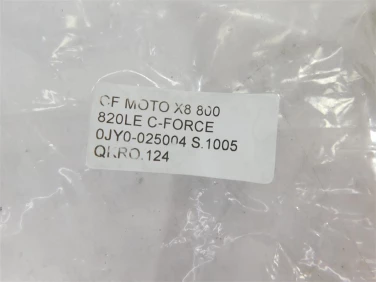 CF MOTO X8 800
820LE C-FORCE
0JY0-025004 S.1005
QKRO.124